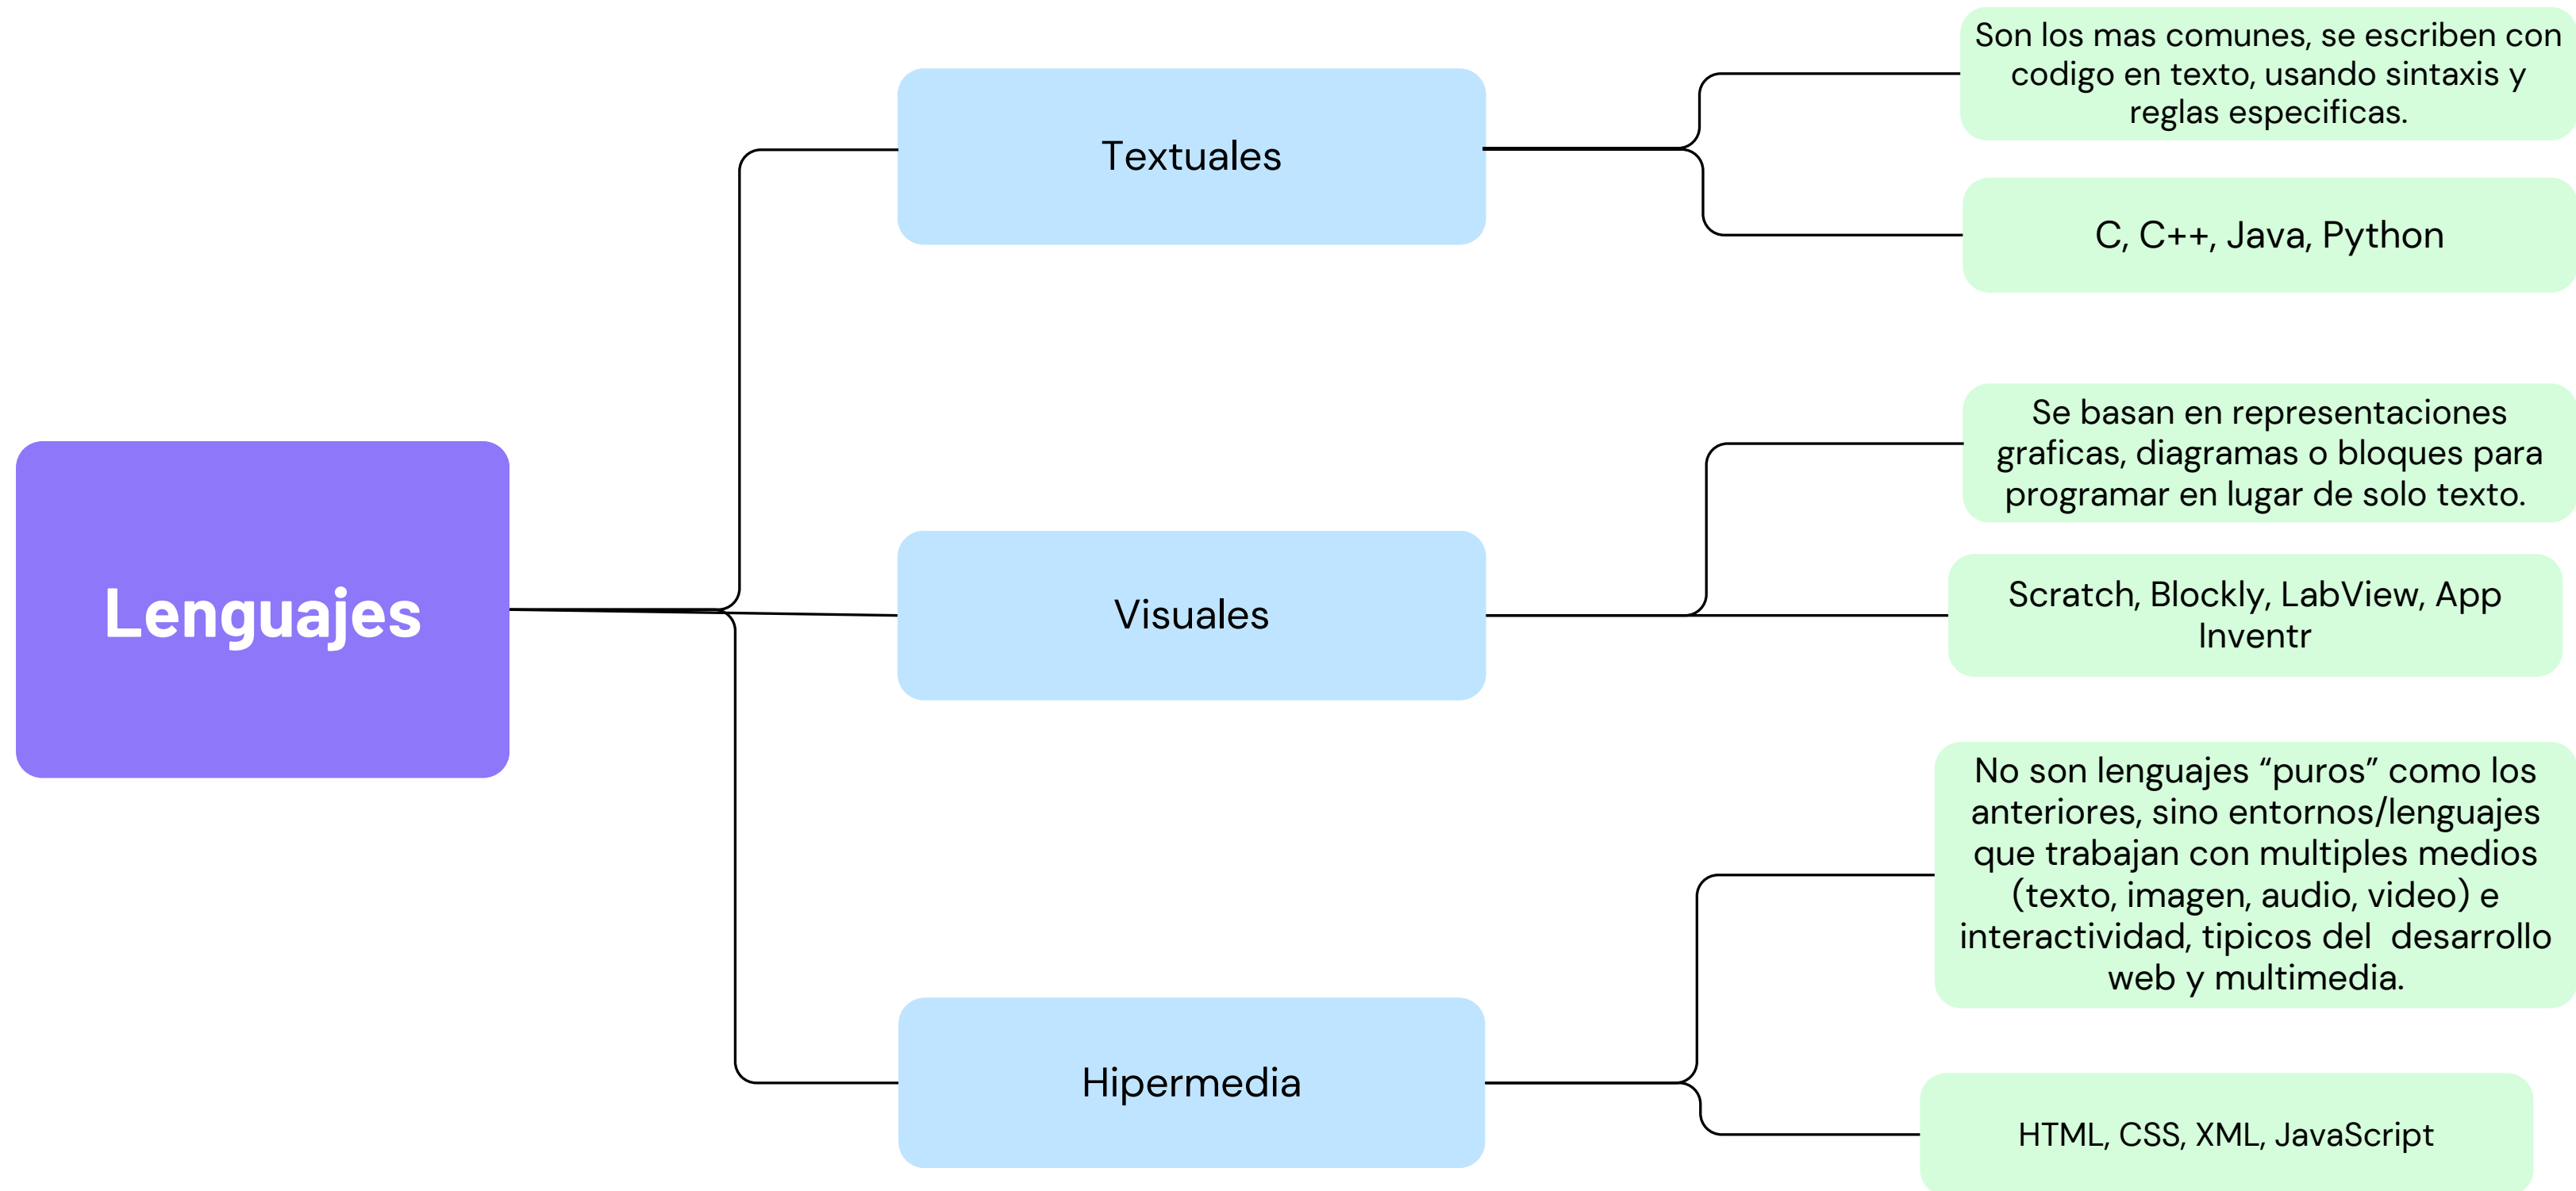 Lenguajes
Textuales
Son los mas comunes, se escriben con
codigo en texto, usando sintaxis y
reglas especificas.
C, C++, Java, Python
Visuales
Se basan en representaciones
graficas, diagramas o bloques para
programar en lugar de solo texto.
Scratch, Blockly, LabView, App
Inventr
Hipermedia
No son lenguajes “puros” como los
anteriores, sino entornos/lenguajes
que trabajan con multiples medios
(texto, imagen, audio, video) e
interactividad, tipicos del  desarrollo
web y multimedia.
HTML, CSS, XML, JavaScript